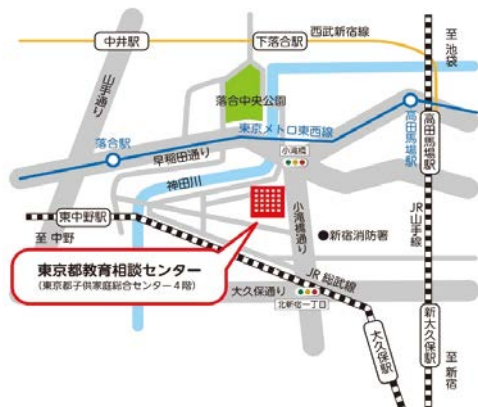 中井駅
下落合駅
西武新宿線
至 池袋
山手通り
落合中央公園
東京メトロ東西線
高田馬場駅
高田馬場駅
落合駅
早稲田通り
小滝橋
神田川
東中野駅
小滝橋通り
新宿消防署
JR山手線
至 中野
東京都教育相談センター
(東京都子供家庭総合センター4階)
JR 総武線
大久保通り
北新宿一丁目
新大久保駅
大久保駅
至 新宿